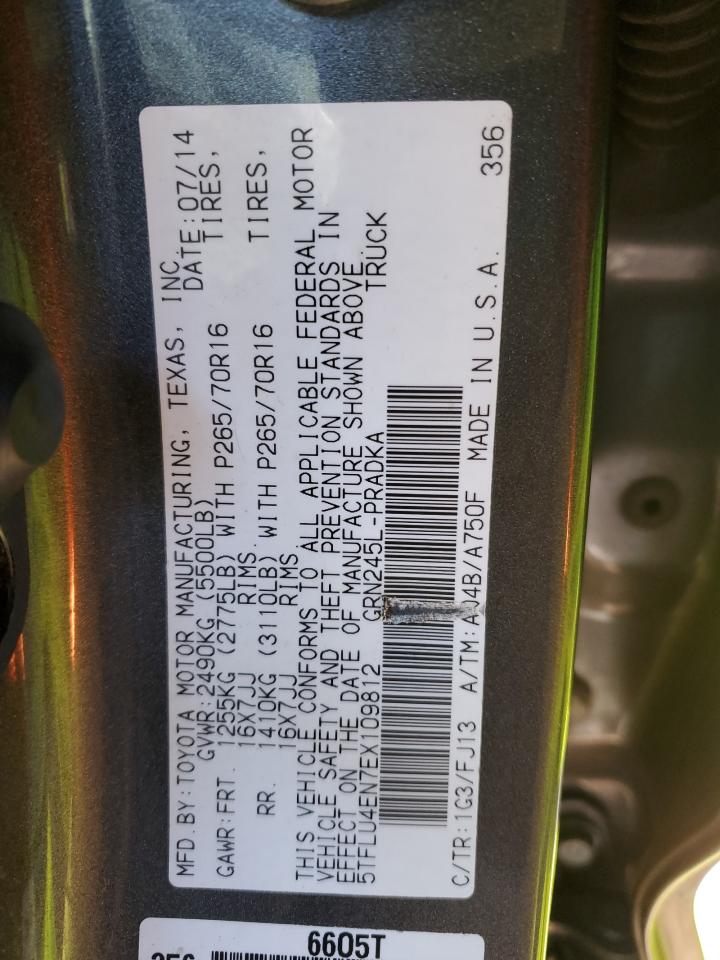 MFD.BY:TOYOTA MOTOR MANUFACTURING, TEXAS, INC.
GVWR:2490KG (5500LB) DATE:07/14
GAWR:FRT. 1255KG (2775LB) WITH P265/70R16 TIRES,
16X7JJ RIMS
RR. 1410KG (3110LB) WITH P265/70R16 TIRES,
16X7JJ RIMS
THIS VEHICLE CONFORMS TO ALL APPLICABLE FEDERAL MOTOR
VEHICLE SAFETY AND THEFT PREVENTION STANDARDS IN
EFFECT ON THE DATE OF MANUFACTURE SHOWN ABOVE.
5TFLU4EN7EX109812 GRN245L-PRADKA TRUCK
C/TR:1G3/FJ13 A/TM: 4B/A750F MADE IN U.S.A. 356
6605T
356